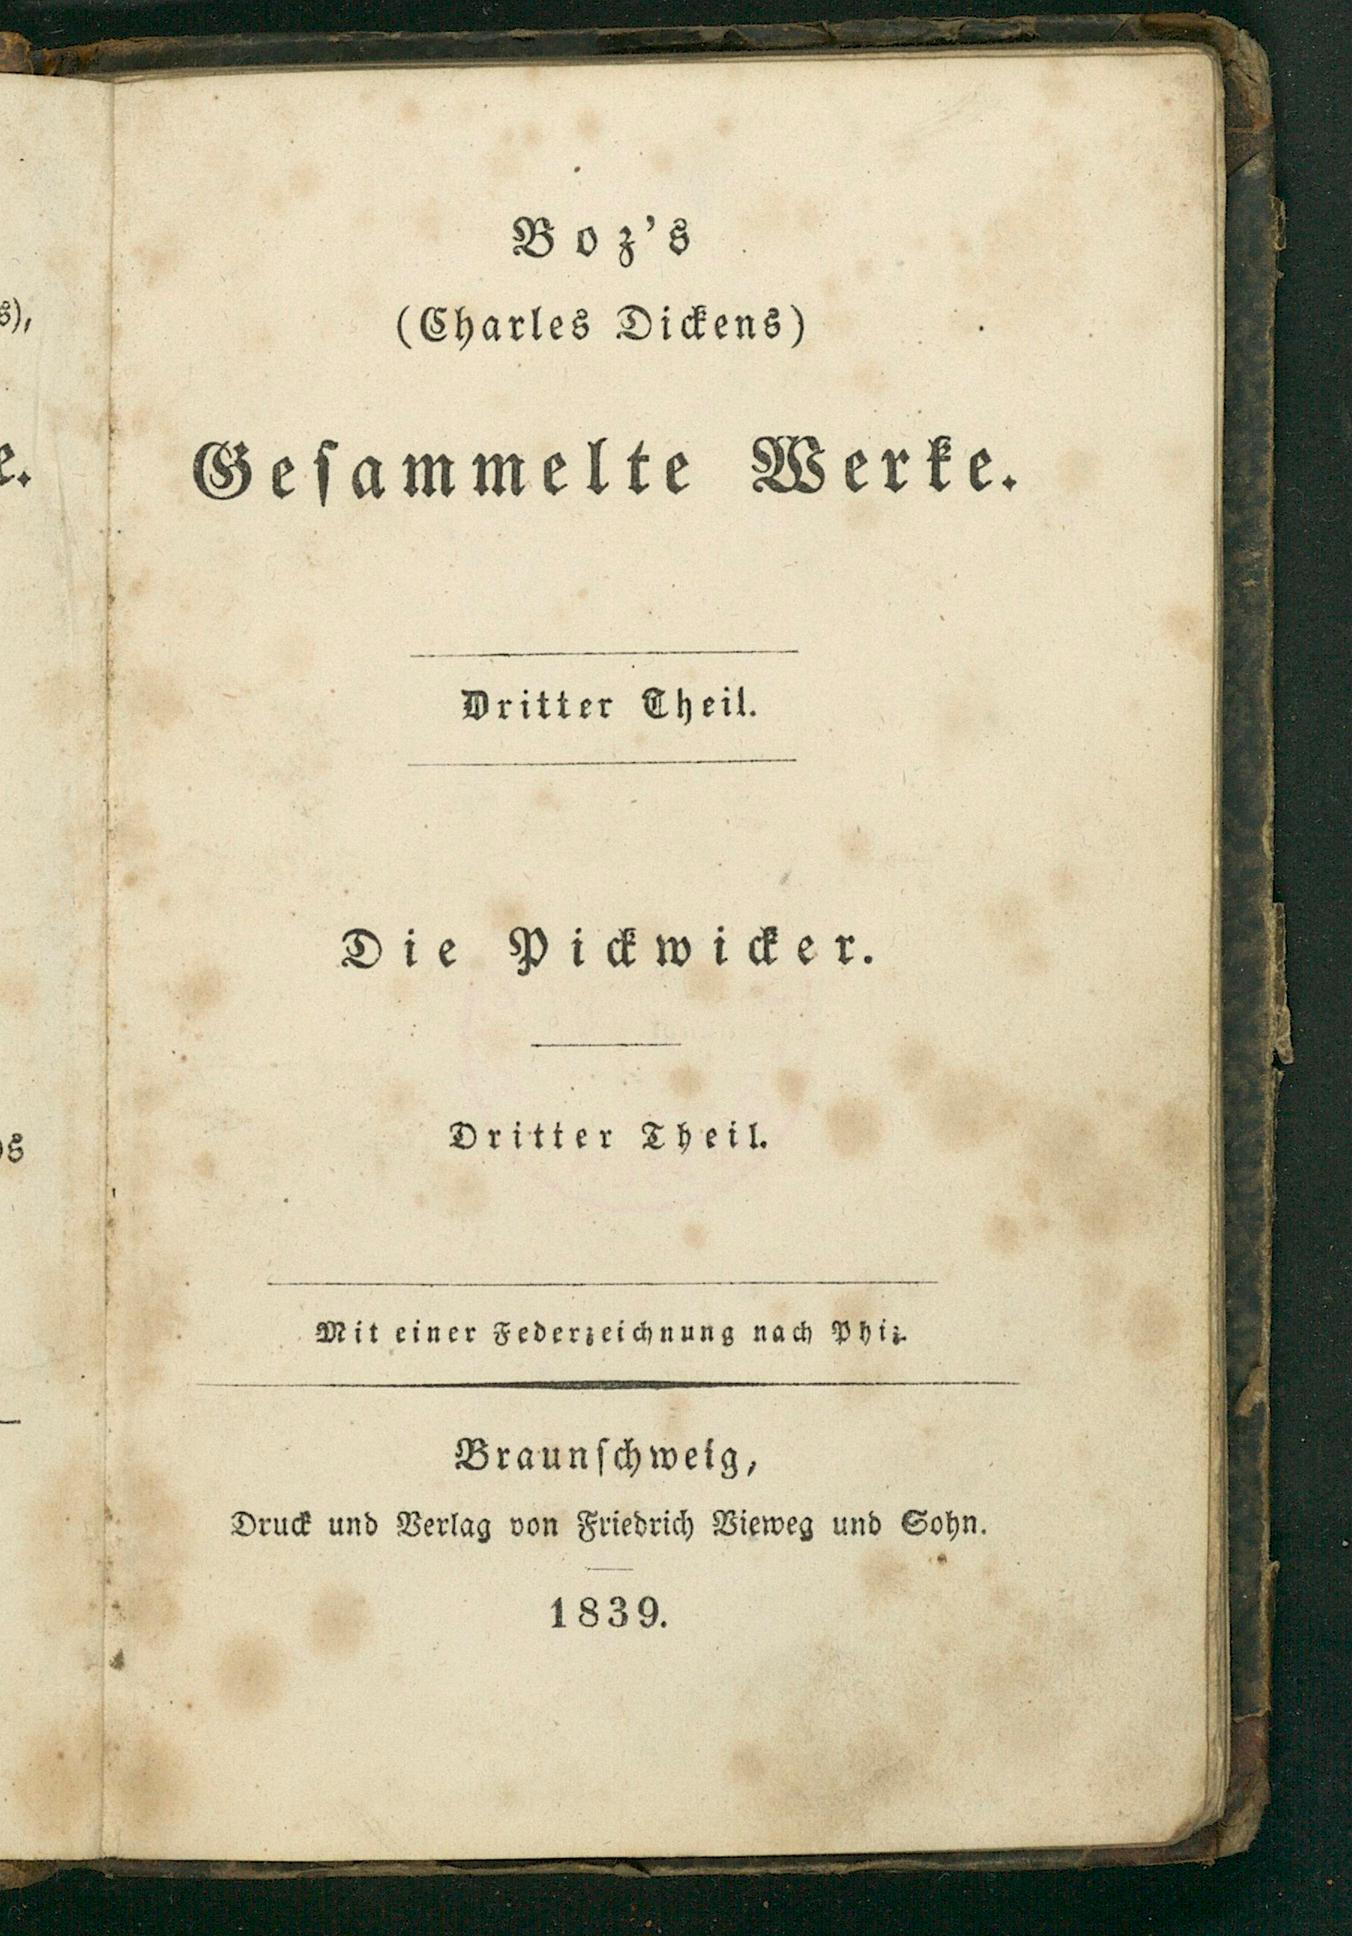 Boz's
(Charles Dickens)
Gesammelte Werke.
Dritter Theil.
Die Pickwicker.
Dritter Theil.
Mit einer Federzeichnung nach Phiz.
Braunschweig,
Druck und Verlag von Friedrich Vieweg und Sohn.
1839.